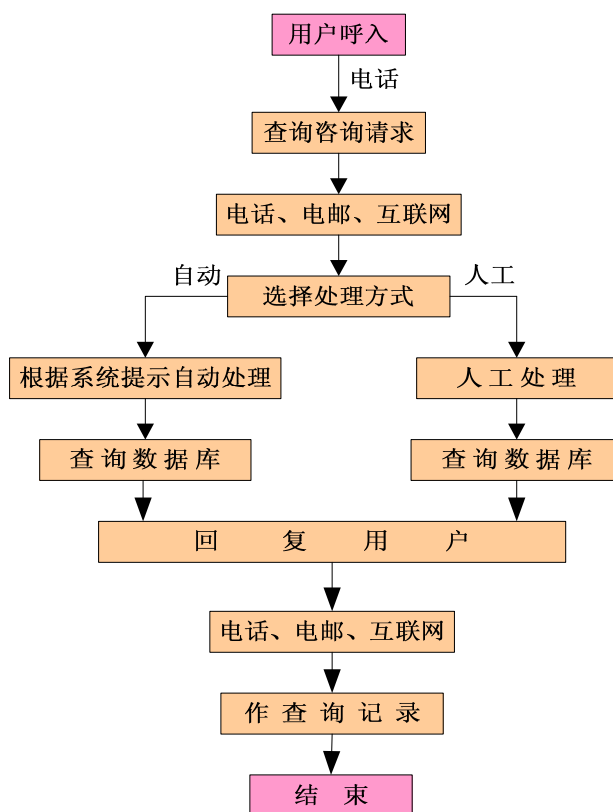 用户呼入
电话
查询咨询请求
电话、电邮、互联网
自动
人工
选择处理方式
根据系统提示自动处理
人工处理
查询数据库
查询数据库
回复用户
电话、电邮、互联网
作查询记录
结束